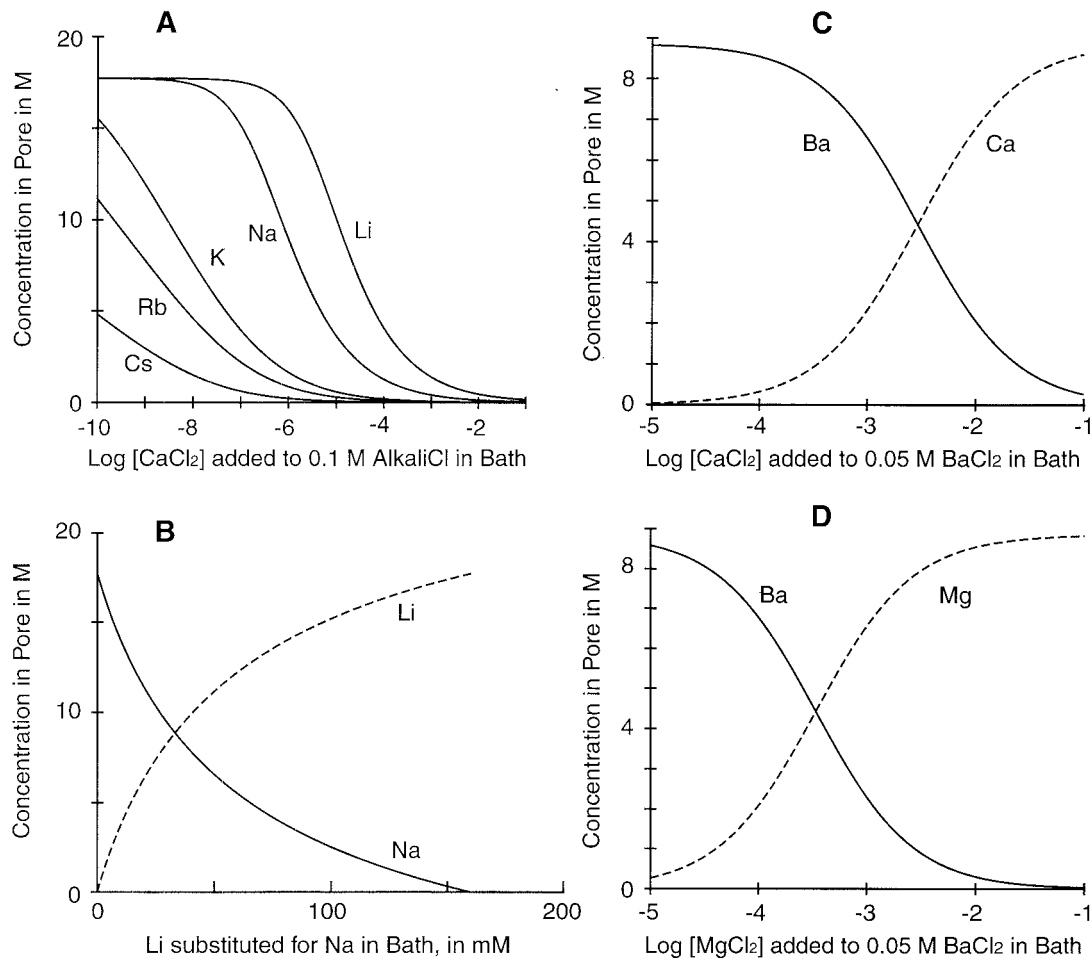 A
Concentration in Pore in M
20
10
0
Na
Li
K
Rb
Cs
-10
-8
-6
-4
-2
Log [CaCl2] added to 0.1 M AlkaliCl in Bath
C
Concentration in Pore in M
8
4
0
Ba
Ca
-5
-4
-3
-2
-1
Log [CaCl2] added to 0.05 M BaCl2 in Bath
B
Concentration in Pore in M
20
10
0
Li
Na
0
100
200
Li substituted for Na in Bath, in mM
D
Concentration in Pore in M
8
4
0
Ba
Mg
-5
-4
-3
-2
-1
Log [MgCl2] added to 0.05 M BaCl2 in Bath